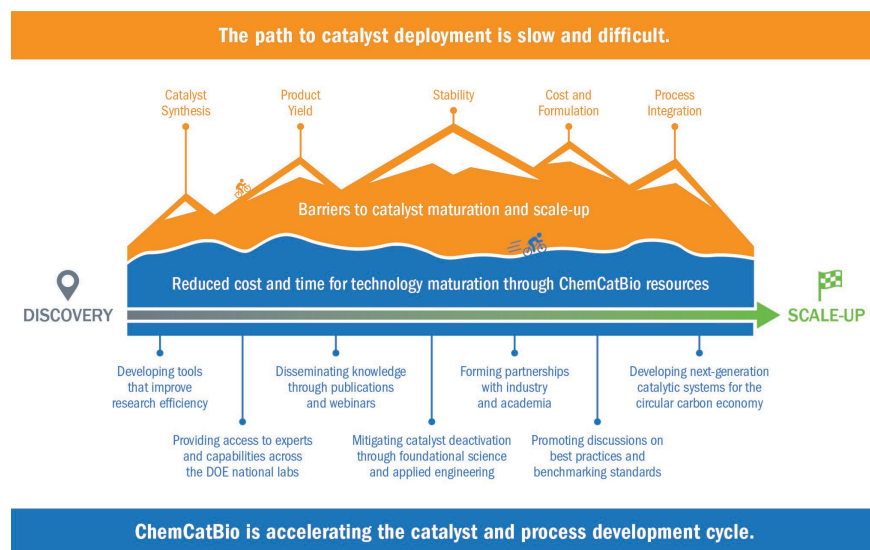 The path to catalyst deployment is slow and difficult.
Catalyst
Synthesis
Product
Yield
Stability
Cost and
Formulation
Process
Integration
Barriers to catalyst maturation and scale-up
Reduced cost and time for technology maturation through ChemCatBio resources
DISCOVERY
SCALE-UP
Developing tools
that improve
research efficiency
Disseminating knowledge
through publications
and webinars
Forming partnerships
with industry
and academia
Developing next-generation
catalytic systems for the
circular carbon economy
Providing access to experts
and capabilities across
the DOE national labs
Mitigating catalyst deactivation
through foundational science
and applied engineering
Promoting discussions on
best practices and
benchmarking standards
ChemCatBio is accelerating the catalyst and process development cycle.